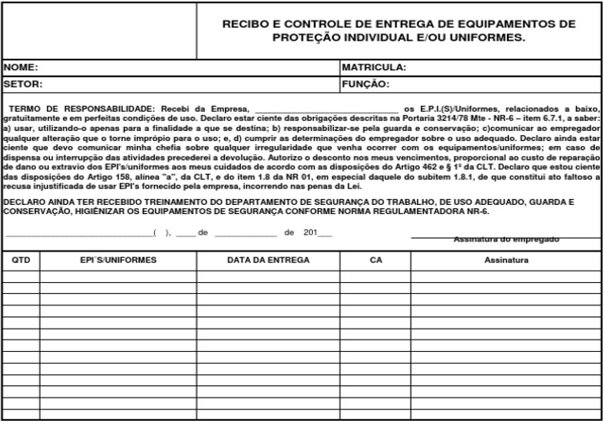 RECIBO E CONTROLE DE ENTREGA DE EQUIPAMENTOS DE
PROTEÇÃO INDIVIDUAL E/OU UNIFORMES.
NOME: MATRICULA:
SETOR: FUNÇÃO:
TERMO DE RESPONSABILIDADE: Recebi da Empresa, ______________________________ os E.P.I.(S)/Uniformes, relacionados a baixo,
gratuitamente e em perfeitas condições de uso. Declaro estar ciente das obrigações descritas na Portaria 3214/78 Mte - NR-6 – item 6.7.1, a saber:
a) usar, utilizando-o apenas para a finalidade a que se destina; b) responsabilizar-se pela guarda e conservação; c)comunicar ao empregador
qualquer alteração que o torne impróprio para o uso; e, d) cumprir as determinações do empregador sobre o uso adequado. Declaro ainda estar
ciente que devo comunicar minha chefia sobre qualquer irregularidade que venha ocorrer com os equipamentos/uniformes; em caso de
dispensa ou interrupção das atividades precederei a devolução. Autorizo o desconto nos meus vencimentos, proporcional ao custo de reparação
de dano ou extravio dos EPI's/uniformes aos meus cuidados de acordo com as disposições do Artigo 462 e § 1º da CLT. Declaro que estou ciente
das disposições do Artigo 158, alínea "a", da CLT, e do item 1.8 da NR 01, em especial daquele do subitem 1.8.1, de que constitui ato faltoso a
recusa injustificada de usar EPI's fornecido pela empresa, incorrendo nas penas da Lei.
DECLARO AINDA TER RECEBIDO TREINAMENTO DO DEPARTAMENTO DE SEGURANÇA DO TRABALHO, DE USO ADEQUADO, GUARDA E
CONSERVAÇÃO, HIGIÊNIZAR OS EQUIPAMENTOS DE SEGURANÇA CONFORME NORMA REGULAMENTADORA NR-6.
_______________________________( ), ____ de _____________ de 201___
Assinatura do empregado
QTD EPI´S/UNIFORMES DATA DA ENTREGA CA Assinatura